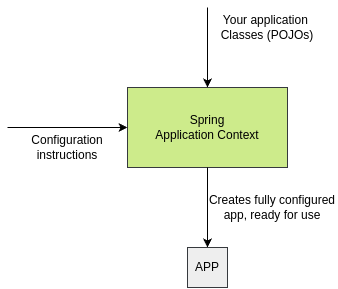 Your application
Classes (POJOs)
Spring
Application Context
Configuration
instructions
Creates fully configured
app, ready for use
APP